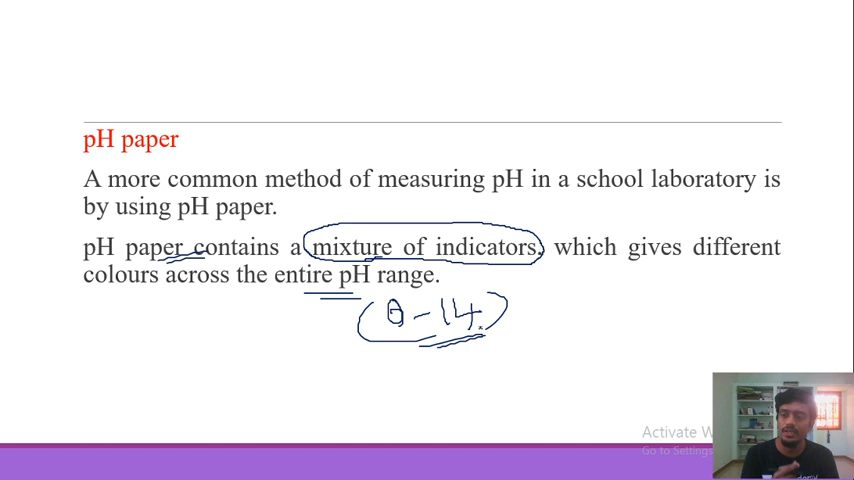 pH paper
A more common method of measuring pH in a school laboratory is
by using pH paper.
pH paper contains a mixture of indicators, which gives different
colours across the entire pH range.
0-14
Activate W
Go to Settings